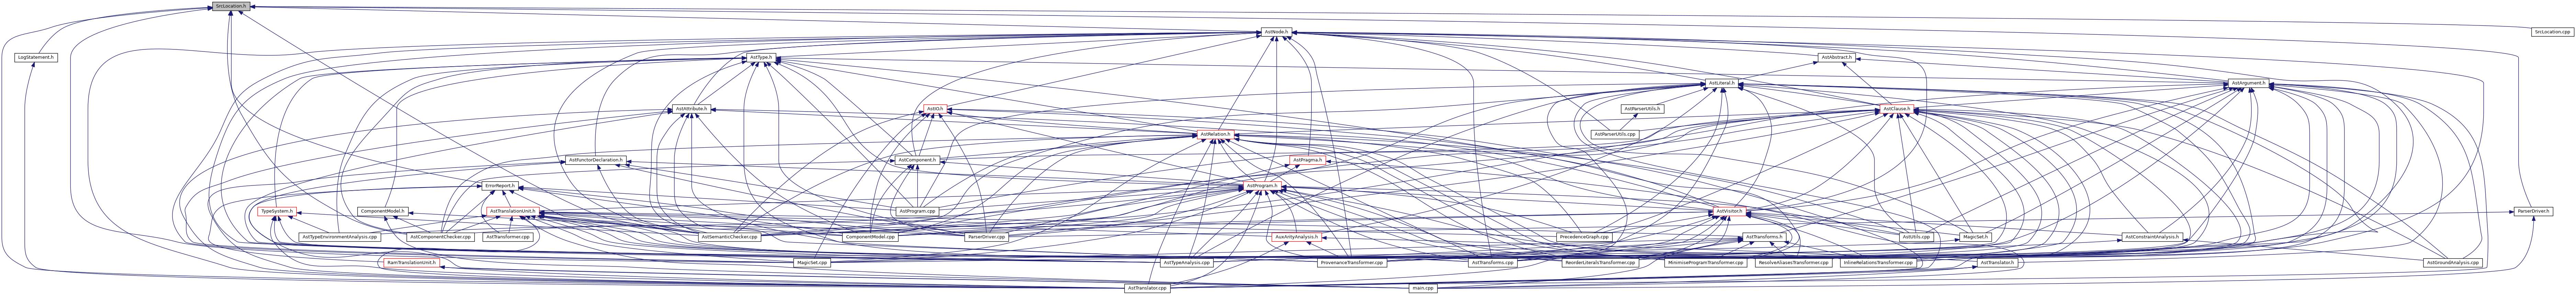 SrcLocation.h
AstNode.h
SrcLocation.cpp
LogStatement.h
AstType.h
AstAbstract.h
AstLiteral.h
AstArgument.h
AstAttribute.h
AstIO.h
AstParserUtils.h
AstClause.h
AstRelation.h
AstParserUtils.cpp
AstFunctorDeclaration.h
AstComponent.h
AstPragma.h
ErrorReport.h
AstProgram.h
TypeSystem.h
ComponentModel.h
AstTranslationUnit.h
AstProgram.cpp
AstVisitor.h
ParserDriver.h
AstTypeEnvironmentAnalysis.cpp
AstComponentChecker.cpp
AstTransformer.cpp
AstSemanticChecker.cpp
ComponentModel.cpp
ParserDriver.cpp
AuxArityAnalysis.h
PrecedenceGraph.cpp
AstTransforms.h
AstUtils.cpp
MagicSet.h
AstConstraintAnalysis.h
RamTranslationUnit.h
MagicSet.cpp
AstTypeAnalysis.cpp
ProvenanceTransformer.cpp
AstTransforms.cpp
ReorderLiteralsTransformer.cpp
MinimiseProgramTransformer.cpp
ResolveAliasesTransformer.cpp
InlineRelationsTransformer.cpp
AstTranslator.h
AstGroundAnalysis.cpp
AstTranslator.cpp
main.cpp